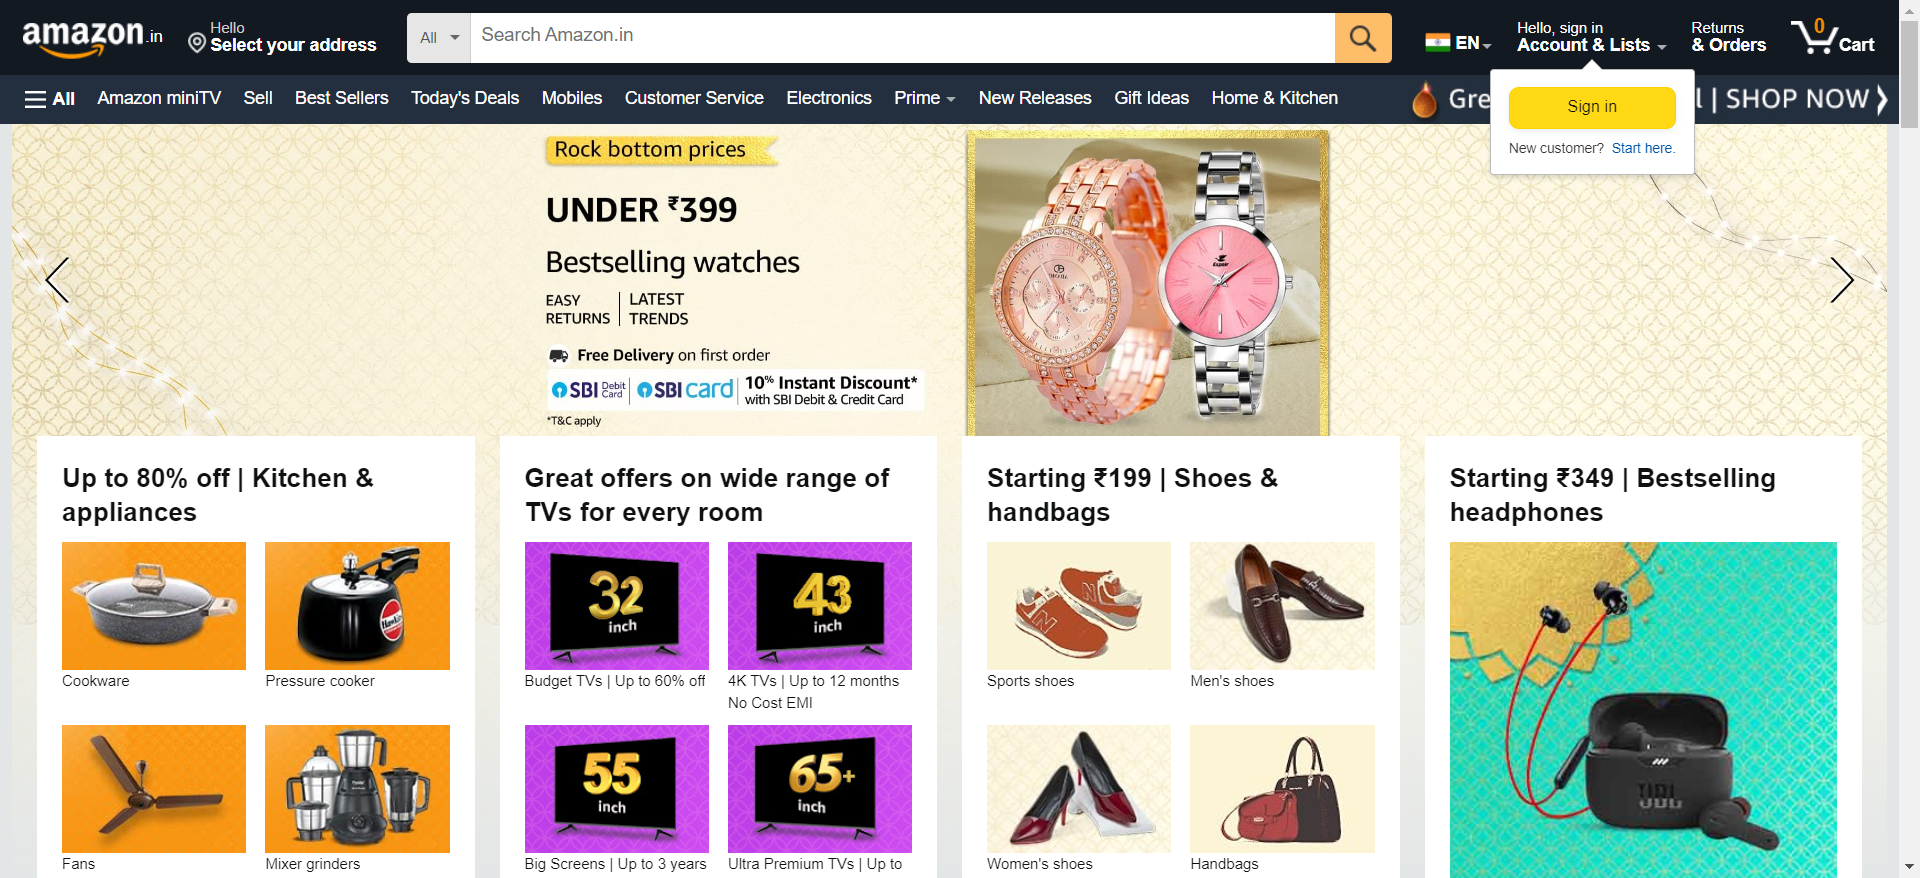 amazon.in
Hello
Select your address
All
Search Amazon.in
EN
Hello, sign in
Account & Lists
Returns
& Orders
0
Cart
All
Amazon miniTV
Sell
Best Sellers
Today's Deals
Mobiles
Customer Service
Electronics
Prime
New Releases
Gift Ideas
Home & Kitchen
Gre
l | SHOP NOW
Sign in
New customer? Start here.
Rock bottom prices
UNDER ₹399
Bestselling watches
EASY
RETURNS
LATEST
TRENDS
Free Delivery on first order
SBI Debit Card
SBI card
10% Instant Discount*
with SBI Debit & Credit Card
*T&C apply
Espoir
Up to 80% off | Kitchen &
appliances
Hawkins
Cookware
Pressure cooker
Fans
Mixer grinders
Great offers on wide range of
TVs for every room
32
inch
43
inch
Budget TVs | Up to 60% off
4K TVs | Up to 12 months
No Cost EMI
55
inch
65+
inch
Big Screens | Up to 3 years
Ultra Premium TVs | Up to
Starting ₹199 | Shoes &
handbags
Sports shoes
Men's shoes
Women's shoes
Handbags
Starting ₹349 | Bestselling
headphones
JBL